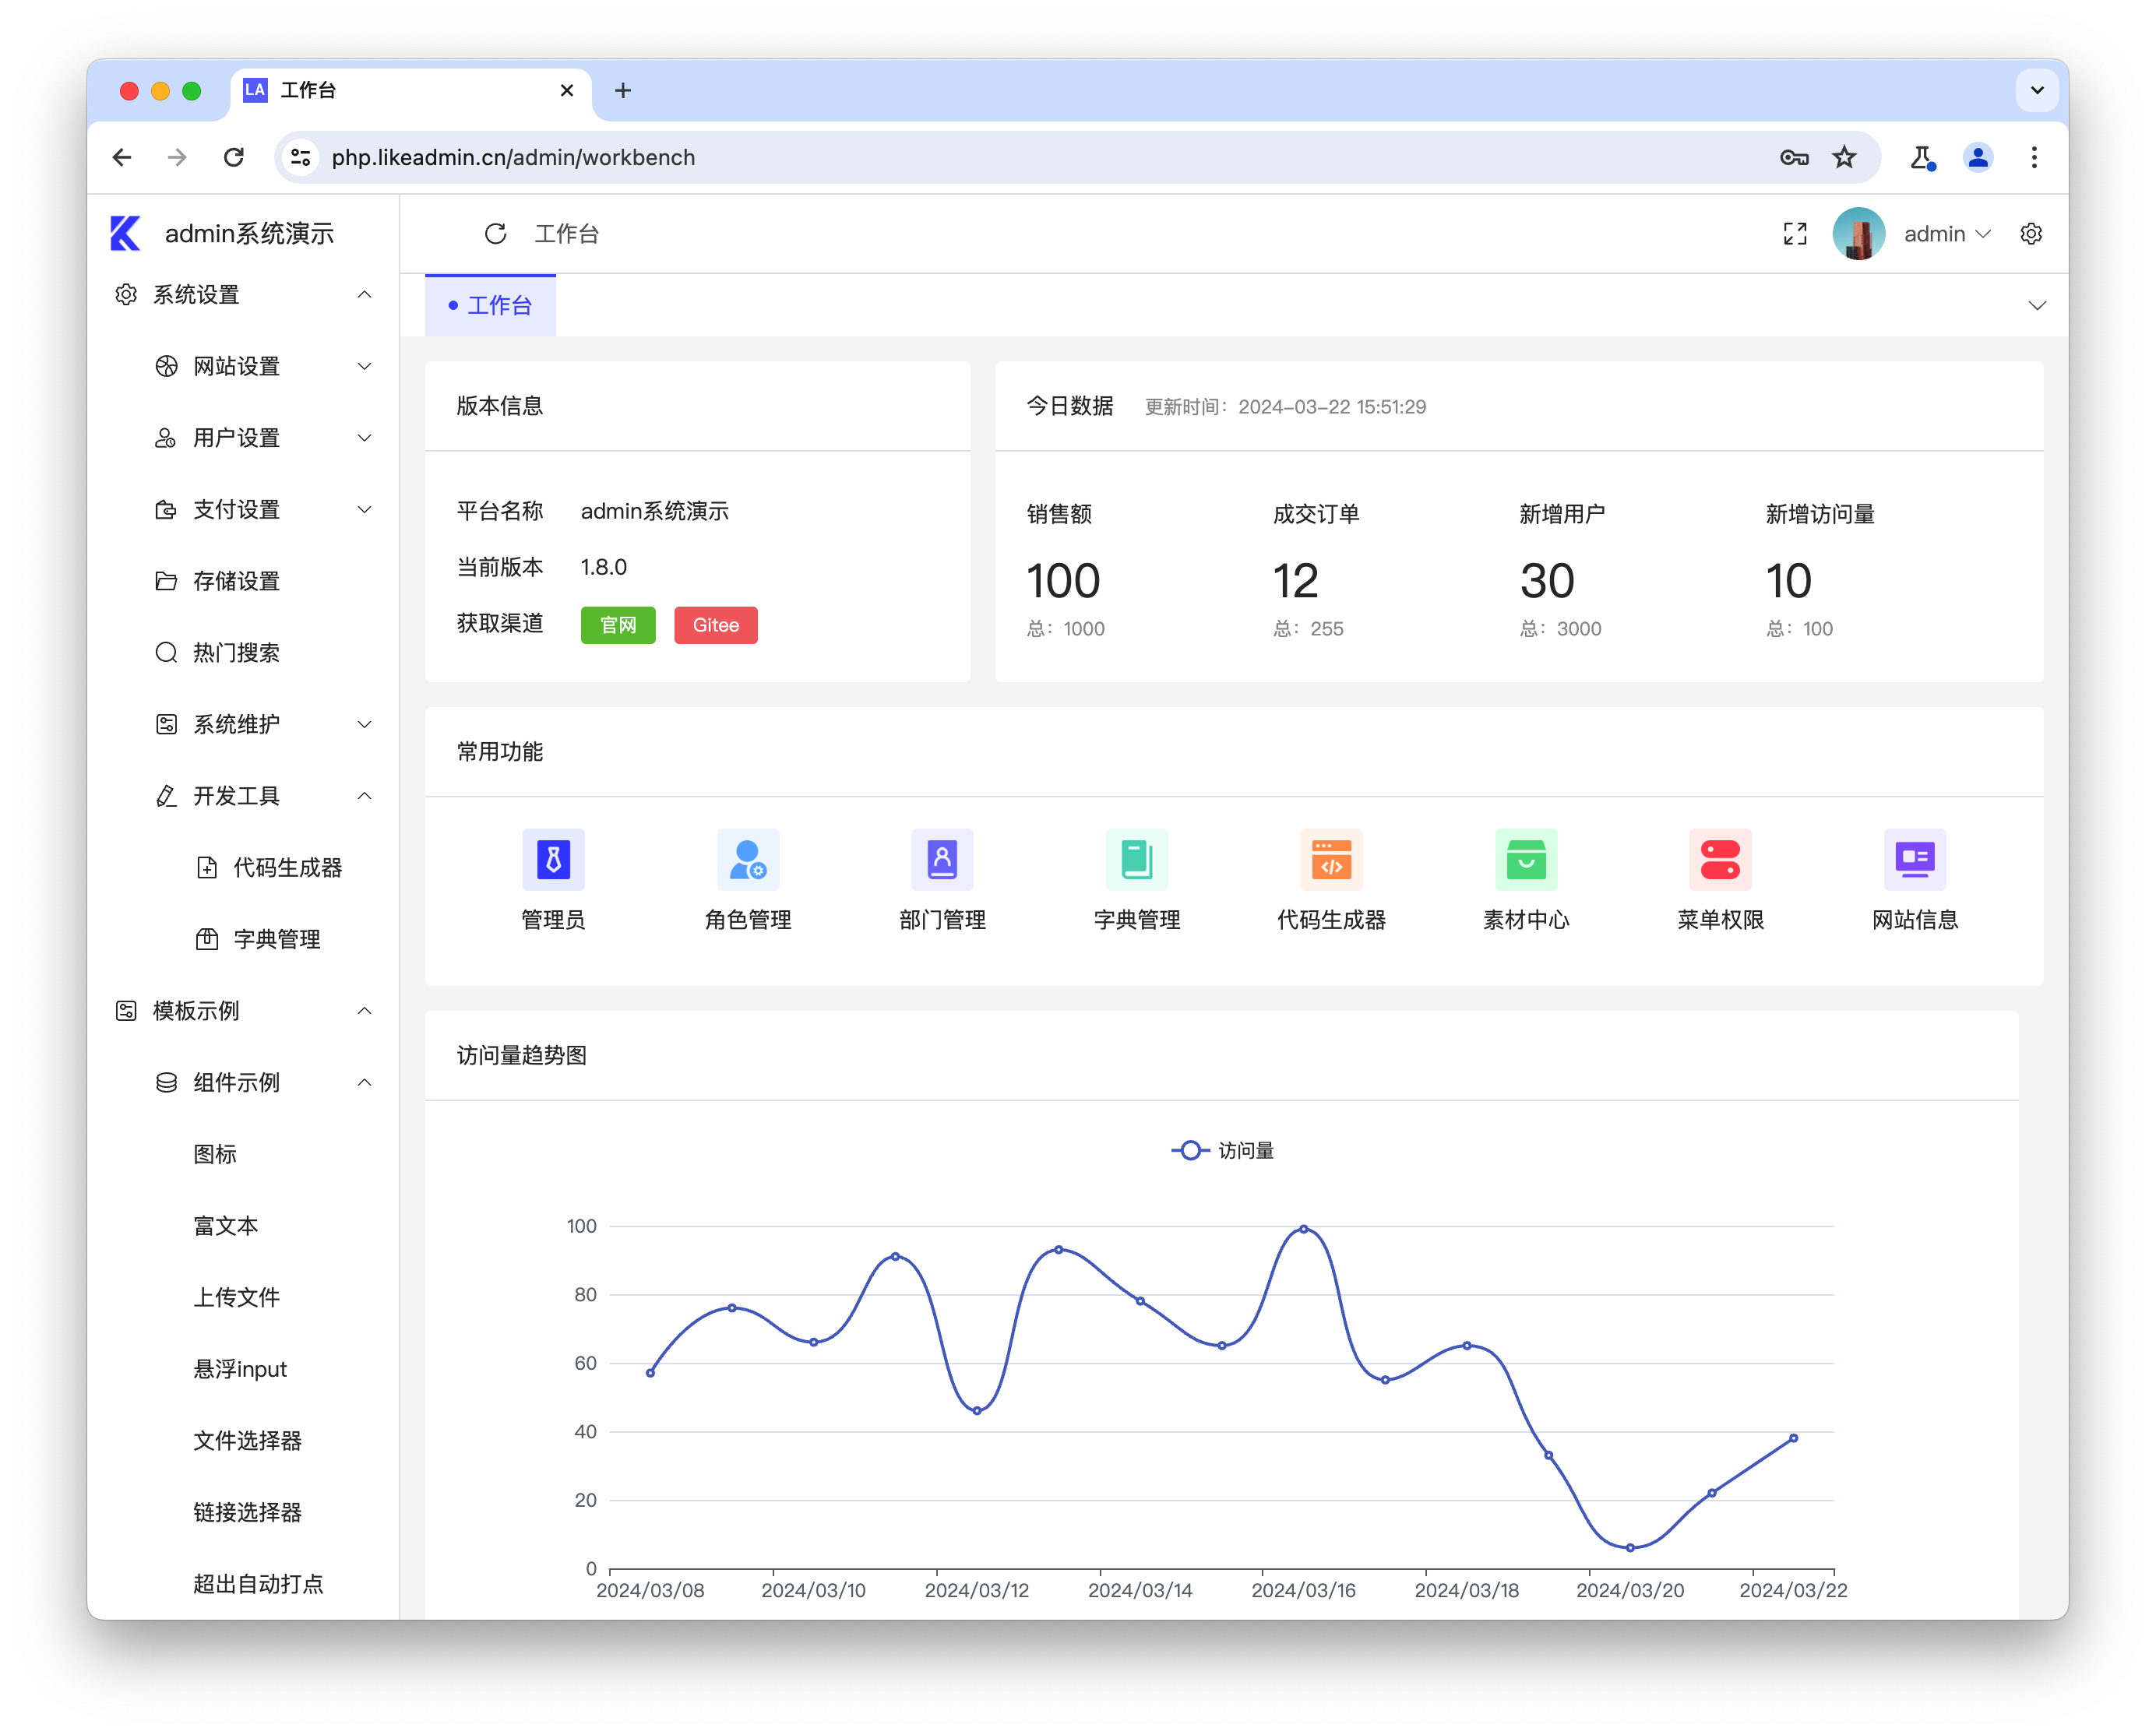 LA 工作台
php.likeadmin.cn/admin/workbench
admin系统演示
工作台
admin
系统设置
网站设置
用户设置
支付设置
存储设置
热门搜索
系统维护
开发工具
代码生成器
字典管理
模板示例
组件示例
图标
富文本
上传文件
悬浮input
文件选择器
链接选择器
超出自动打点
工作台
版本信息
平台名称 admin系统演示
当前版本 1.8.0
获取渠道 官网 Gitee
今日数据 更新时间：2024-03-22 15:51:29
销售额 成交订单 新增用户 新增访问量
100 12 30 10
总：1000 总：255 总：3000 总：100
常用功能
管理员 角色管理 部门管理 字典管理 代码生成器 素材中心 菜单权限 网站信息
访问量趋势图
访问量
100
80
60
40
20
0
2024/03/08 2024/03/10 2024/03/12 2024/03/14 2024/03/16 2024/03/18 2024/03/20 2024/03/22